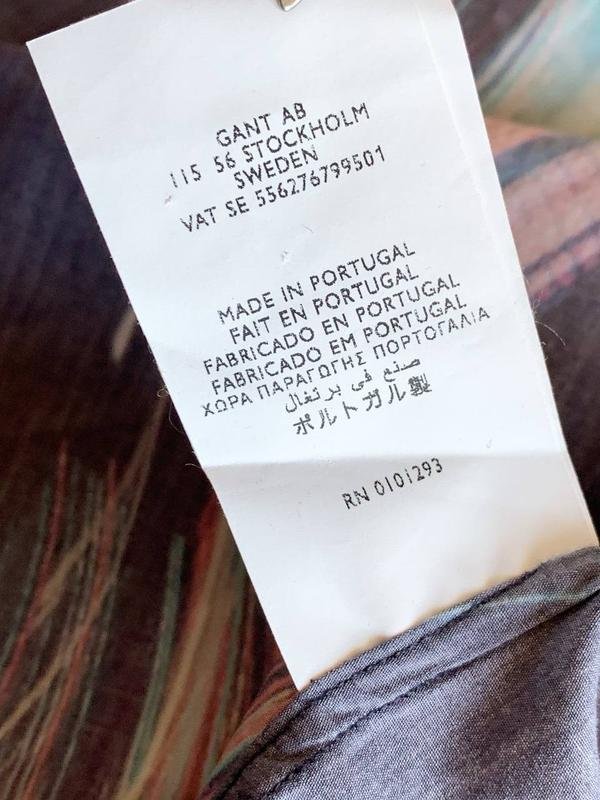 GANT AB
115 56 STOCKHOLM
SWEDEN
VAT SE 556276799501
MADE IN PORTUGAL
FAIT EN PORTUGAL
FABRICADO EN PORTUGAL
FABRICADO EM PORTUGAL
ΧΩΡΑ ΠΑΡΑΓΩΓΗΣ ΠΟΡΤΟΓΑΛΙΑ
صنع في برتغال
ポルトガル製
RN 0101293